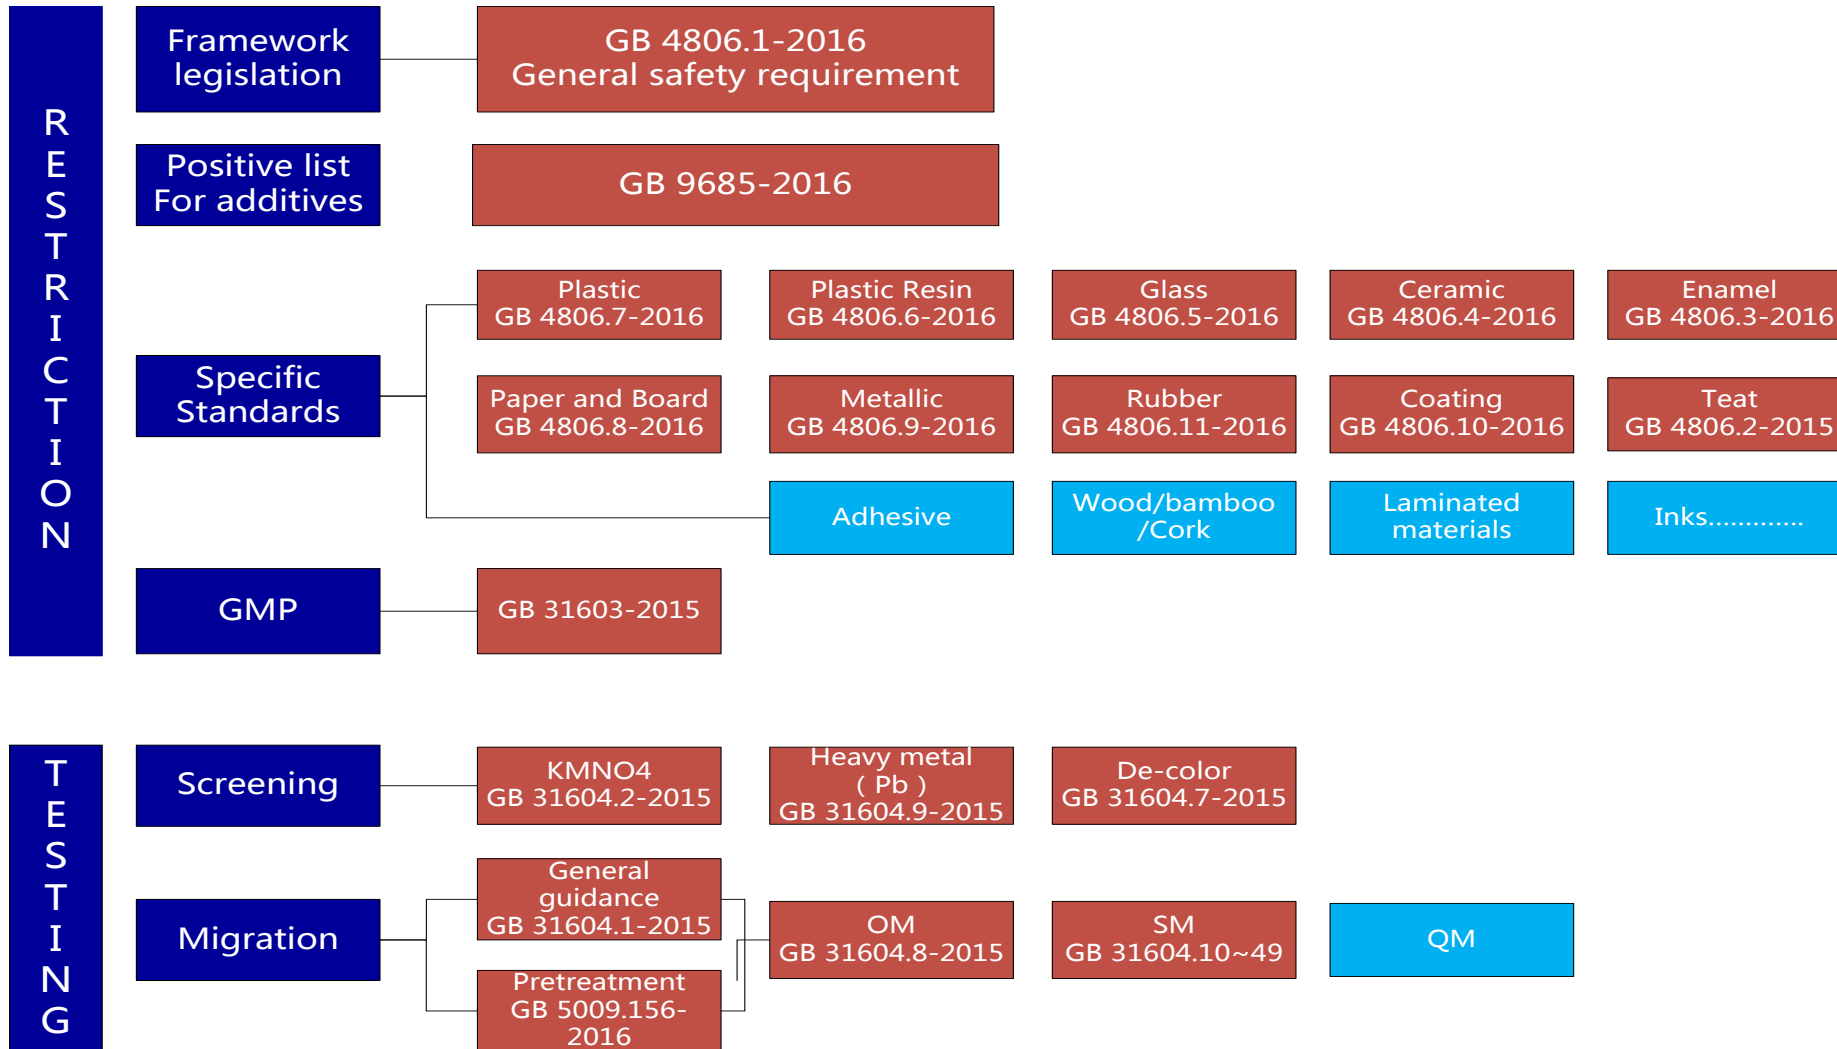 RESTRICTION
Framework
legislation
GB 4806.1-2016
General safety requirement
Positive list
For additives
GB 9685-2016
Specific
Standards
Plastic
GB 4806.7-2016
Plastic Resin
GB 4806.6-2016
Glass
GB 4806.5-2016
Ceramic
GB 4806.4-2016
Enamel
GB 4806.3-2016
Paper and Board
GB 4806.8-2016
Metallic
GB 4806.9-2016
Rubber
GB 4806.11-2016
Coating
GB 4806.10-2016
Teat
GB 4806.2-2015
Adhesive
Wood/bamboo
/Cork
Laminated
materials
Inks.............
GMP
GB 31603-2015
TESTING
Screening
KMNO4
GB 31604.2-2015
Heavy metal
( Pb )
GB 31604.9-2015
De-color
GB 31604.7-2015
Migration
General
guidance
GB 31604.1-2015
Pretreatment
GB 5009.156-
2016
OM
GB 31604.8-2015
SM
GB 31604.10~49
QM